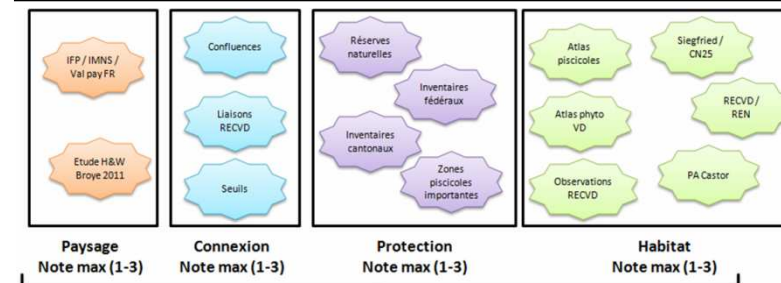 IFP / IMNS /
Val pay FR
Etude H&W
Broye 2011
Paysage
Note max (1-3)
Confluences
Liaisons
RECVD
Seuils
Connexion
Note max (1-3)
Réserves
naturelles
Inventaires
fédéraux
Inventaires
cantonaux
Zones
piscicoles
importantes
Protection
Note max (1-3)
Atlas
piscicoles
Siegfried /
CN25
Atlas phyto
VD
RECVD /
REN
Observations
RECVD
PA Castor
Habitat
Note max (1-3)